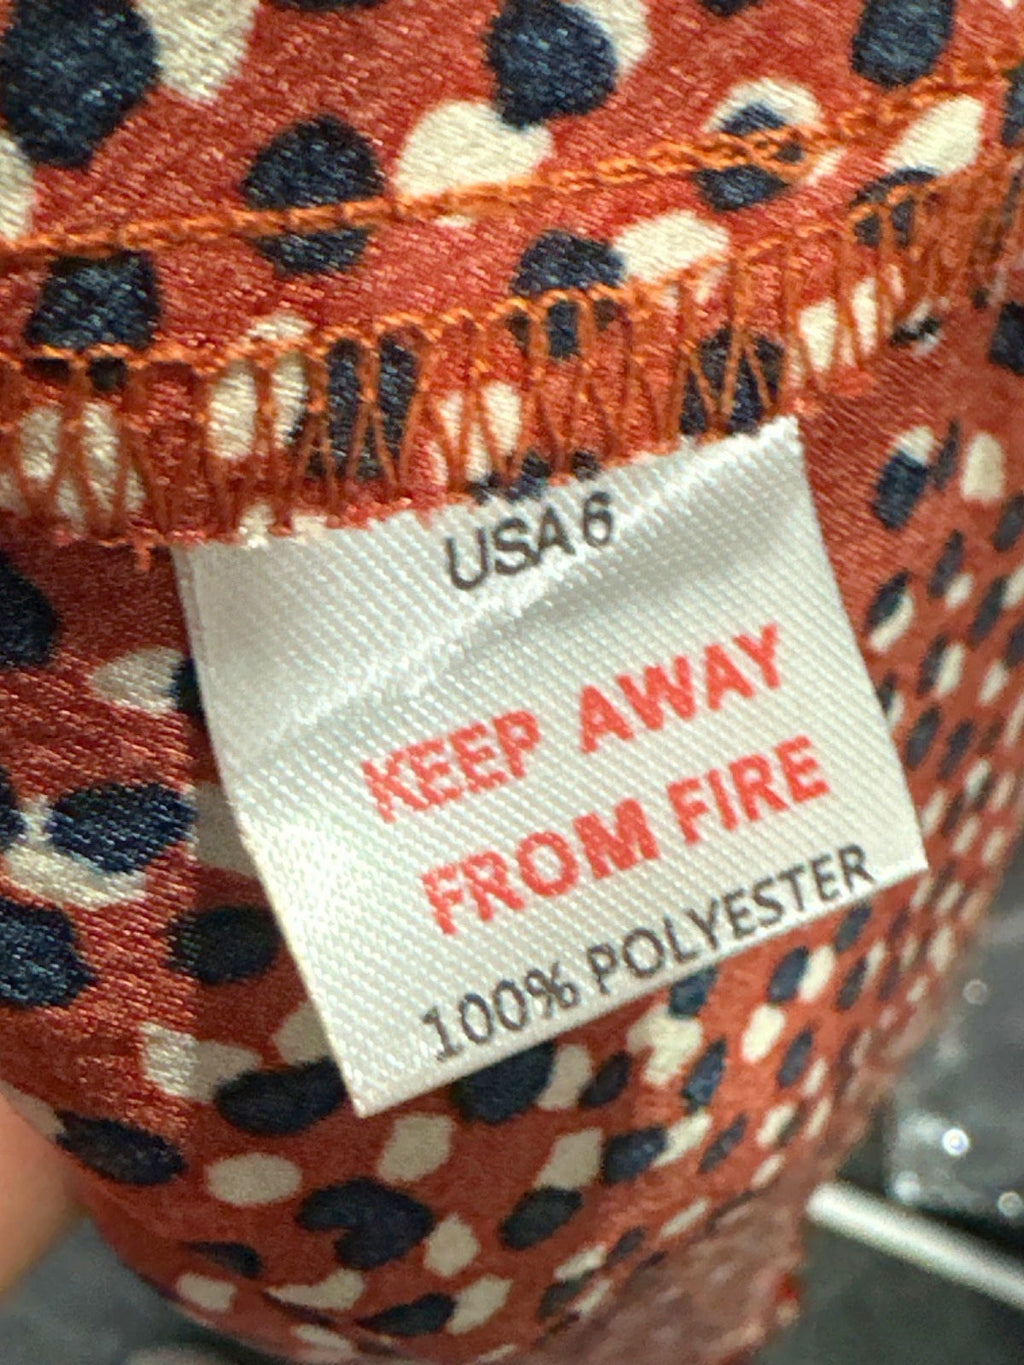 USA 6
KEEP AWAY
FROM FIRE
100% POLYESTER